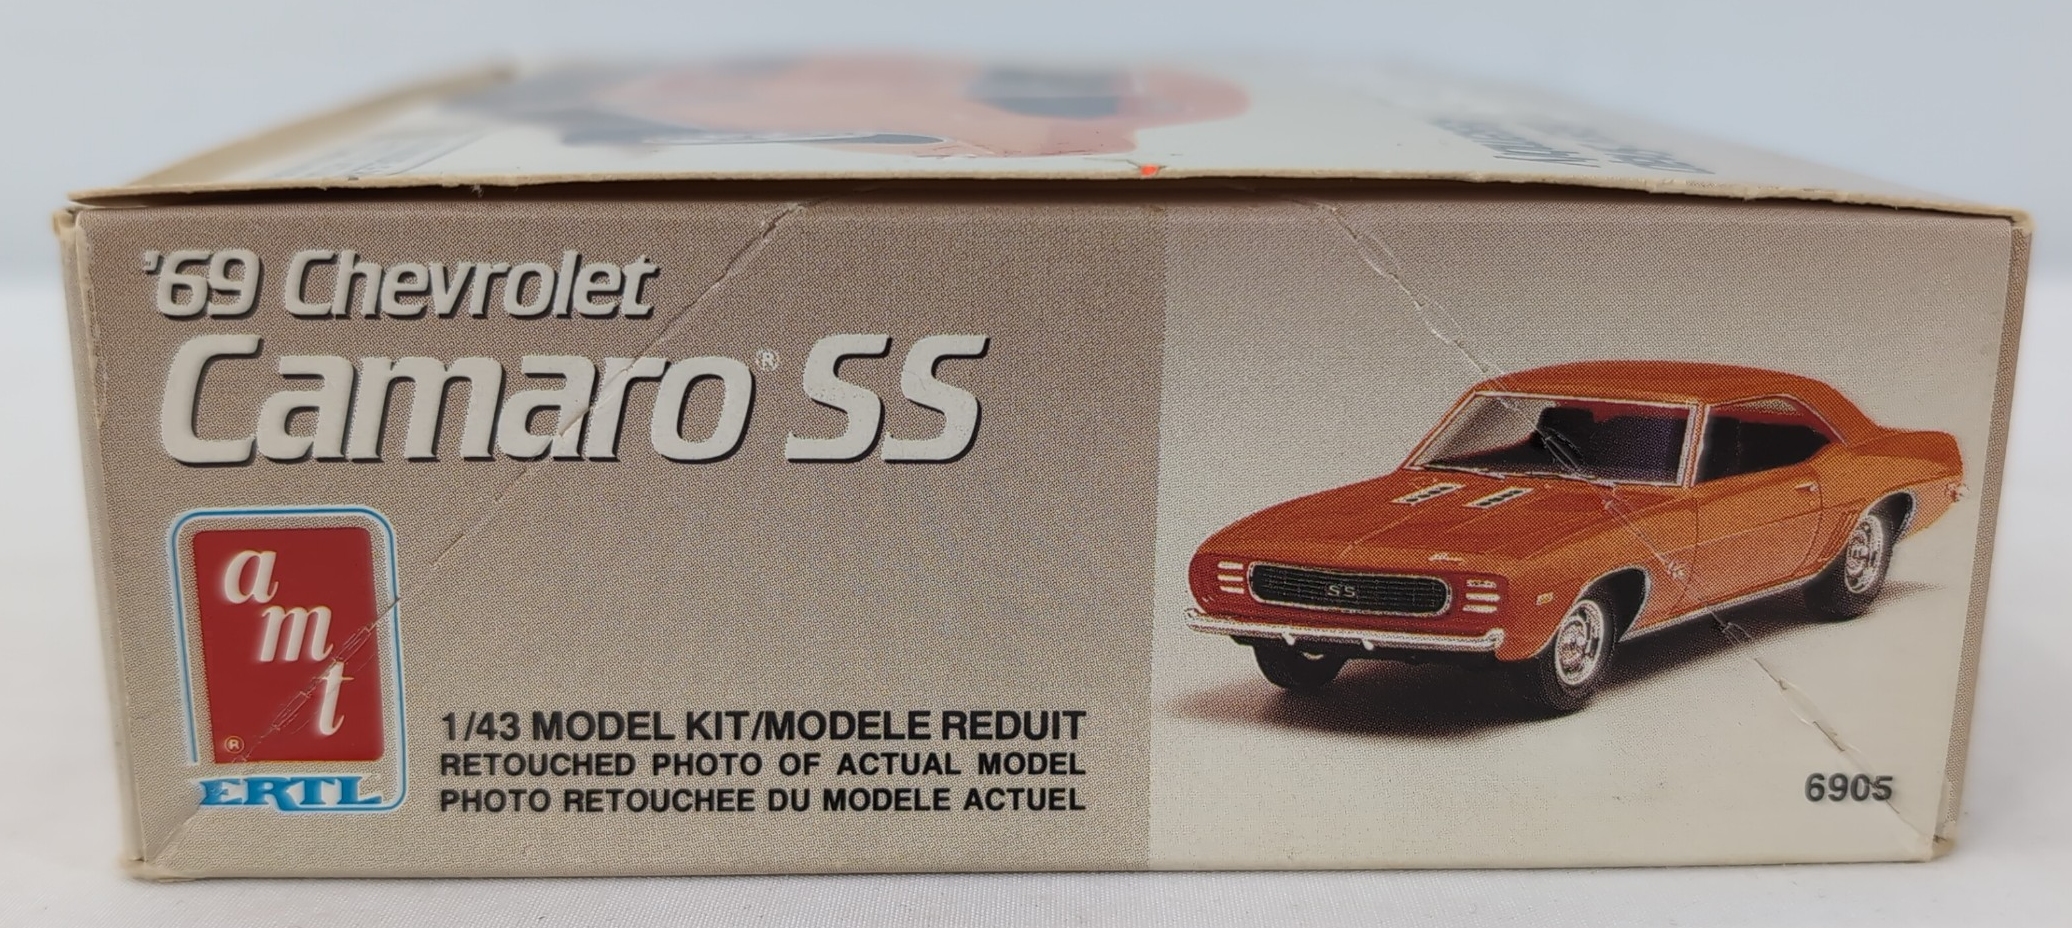 '69 Chevrolet
Camaro® SS
a
m
t
®
ERTL
1/43 MODEL KIT/MODELE REDUIT
RETOUCHED PHOTO OF ACTUAL MODEL
PHOTO RETOUCHEE DU MODELE ACTUEL
SS
6905